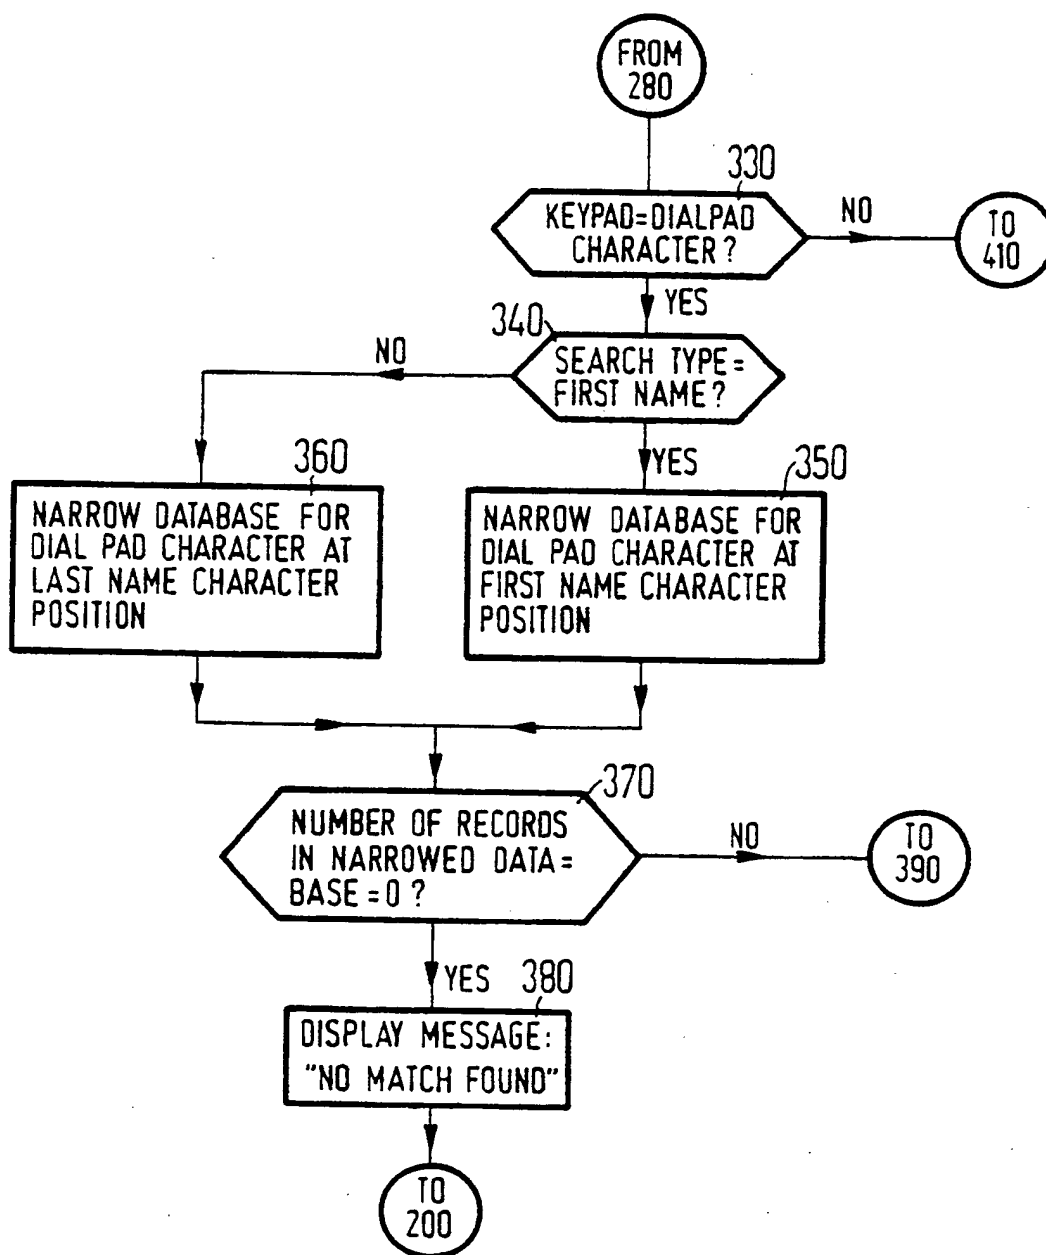 FROM
280
330
KEYPAD=DIALPAD
CHARACTER?
NO
TO
410
YES
340
SEARCH TYPE=
FIRST NAME?
NO
YES
360
NARROW DATABASE FOR
DIAL PAD CHARACTER AT
LAST NAME CHARACTER
POSITION
350
NARROW DATABASE FOR
DIAL PAD CHARACTER AT
FIRST NAME CHARACTER
POSITION
370
NUMBER OF RECORDS
IN NARROWED DATA=
BASE=0?
NO
TO
390
YES
380
DISPLAY MESSAGE:
"NO MATCH FOUND"
TO
200